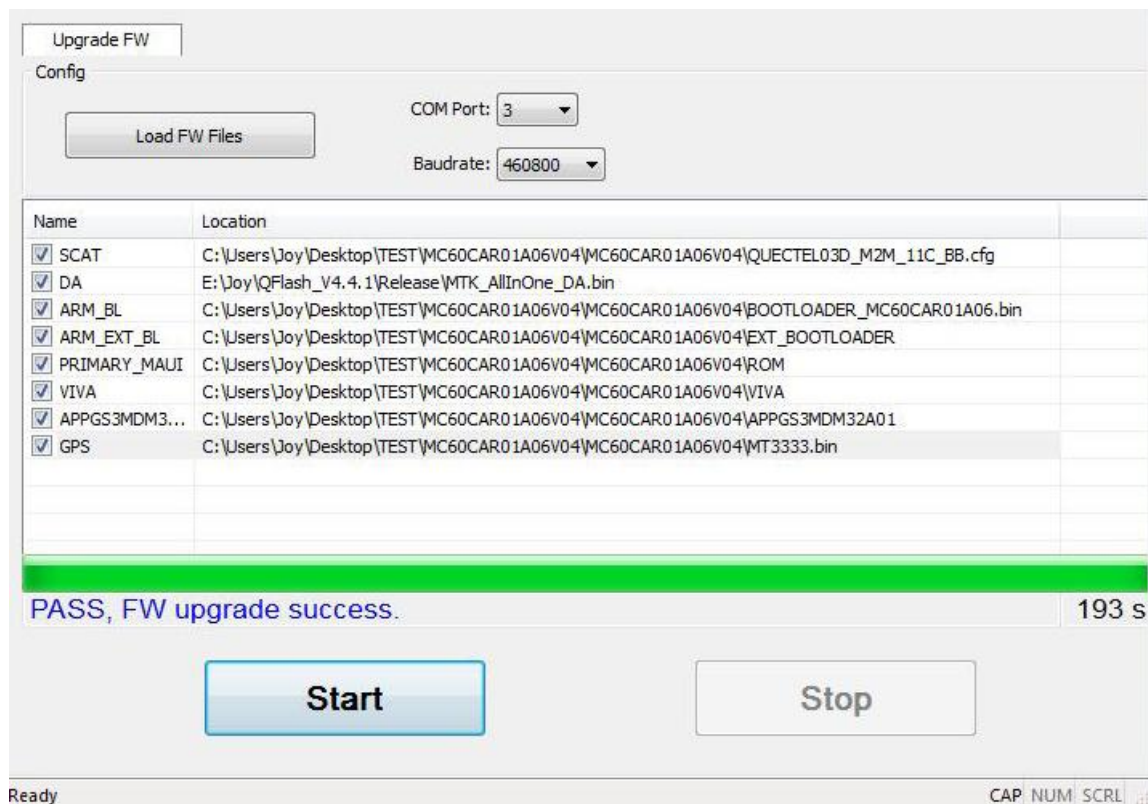 Upgrade FW
Config
Load FW Files
COM Port: 3
Baudrate: 460800
Name Location
SCAT C:\Users\Joy\Desktop\TEST\MC60CAR01A06V04\MC60CAR01A06V04\QUECTEL03D_M2M_11C_BB.cfg
DA E:\Joy\QFlash_V4.4.1\Release\MTK_AllInOne_DA.bin
ARM_BL C:\Users\Joy\Desktop\TEST\MC60CAR01A06V04\MC60CAR01A06V04\BOOTLOADER_MC60CAR01A06.bin
ARM_EXT_BL C:\Users\Joy\Desktop\TEST\MC60CAR01A06V04\MC60CAR01A06V04\EXT_BOOTLOADER
PRIMARY_MAUI C:\Users\Joy\Desktop\TEST\MC60CAR01A06V04\MC60CAR01A06V04\ROM
VIVA C:\Users\Joy\Desktop\TEST\MC60CAR01A06V04\MC60CAR01A06V04\VIVA
APPGS3MDM3... C:\Users\Joy\Desktop\TEST\MC60CAR01A06V04\MC60CAR01A06V04\APPGS3MDM32A01
GPS C:\Users\Joy\Desktop\TEST\MC60CAR01A06V04\MC60CAR01A06V04\MT3333.bin
PASS, FW upgrade success. 193 s
Start Stop
Ready CAP NUM SCRL